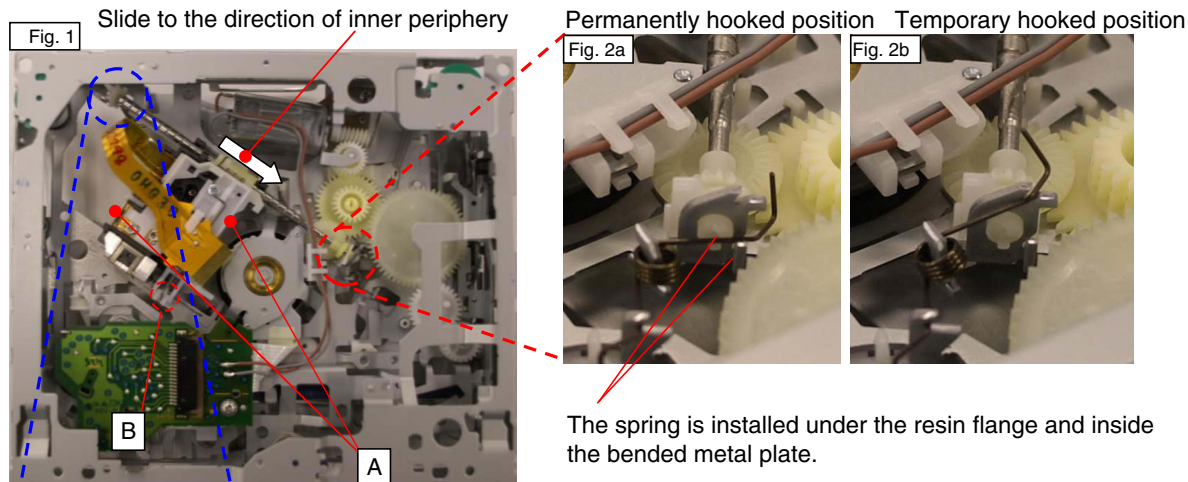 Slide to the direction of inner periphery
Fig. 1
Permanently hooked position
Temporary hooked position
Fig. 2a
Fig. 2b
B
A
The spring is installed under the resin flange and inside
the bended metal plate.